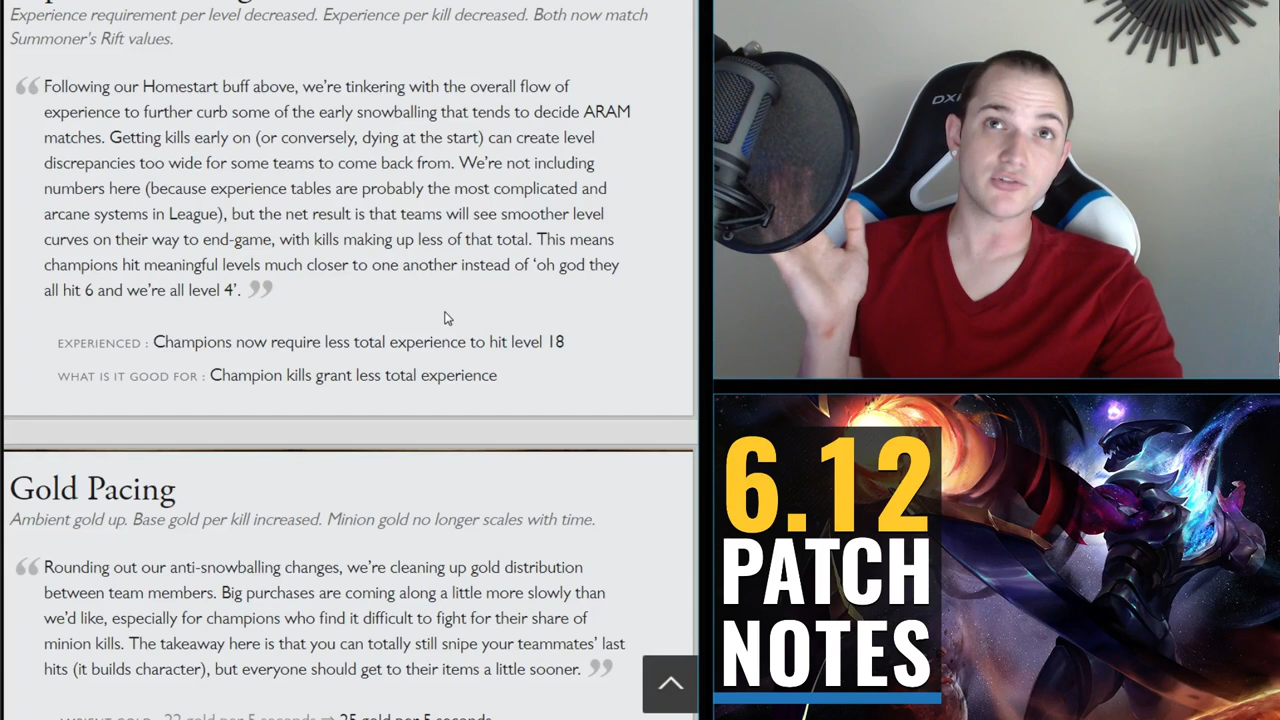 Experience requirement per level decreased. Experience per kill decreased. Both now match
Summoner's Rift values.
“ Following our Homestart buff above, we're tinkering with the overall flow of
experience to further curb some of the early snowballing that tends to decide ARAM
matches. Getting kills early on (or conversely, dying at the start) can create level
discrepancies too wide for some teams to come back from. We're not including
numbers here (because experience tables are probably the most complicated and
arcane systems in League), but the net result is that teams will see smoother level
curves on their way to end-game, with kills making up less of that total. This means
champions hit meaningful levels much closer to one another instead of ‘oh god they
all hit 6 and we're all level 4’. ”
EXPERIENCED : Champions now require less total experience to hit level 18
WHAT IS IT GOOD FOR : Champion kills grant less total experience
Gold Pacing
Ambient gold up. Base gold per kill increased. Minion gold no longer scales with time.
“ Rounding out our anti-snowballing changes, we're cleaning up gold distribution
between team members. Big purchases are coming along a little more slowly than
we'd like, especially for champions who find it difficult to fight for their share of
minion kills. The takeaway here is that you can totally still snipe your teammates' last
hits (it builds character), but everyone should get to their items a little sooner. ”
AMBIENT GOLD : 22 gold per 5 seconds ⇒ 25 gold per 5 seconds
6.12
PATCH
NOTES